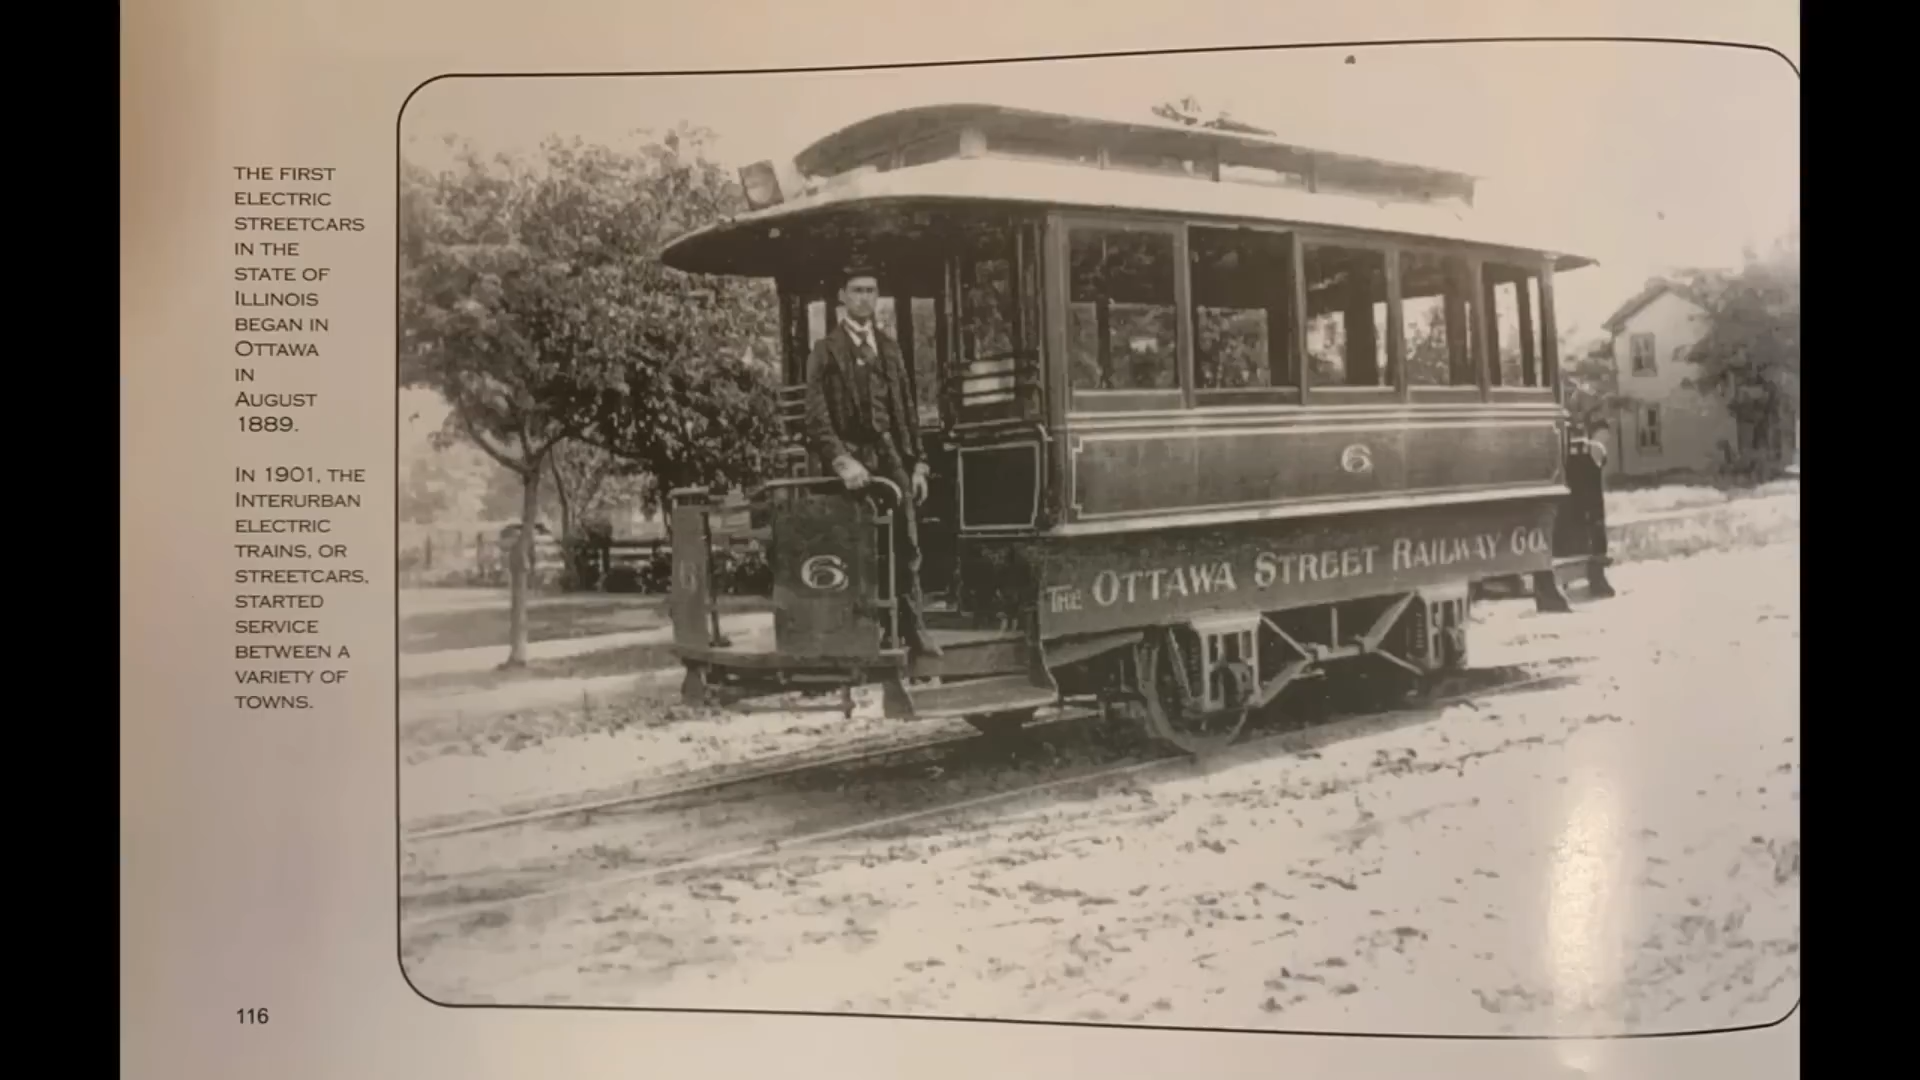 THE FIRST
ELECTRIC
STREETCARS
IN THE
STATE OF
ILLINOIS
BEGAN IN
OTTAWA
IN
AUGUST
1889.
IN 1901, THE
INTERURBAN
ELECTRIC
TRAINS, OR
STREETCARS,
STARTED
SERVICE
BETWEEN A
VARIETY OF
TOWNS.
116
6
6
THE OTTAWA STREET RAILWAY CO.